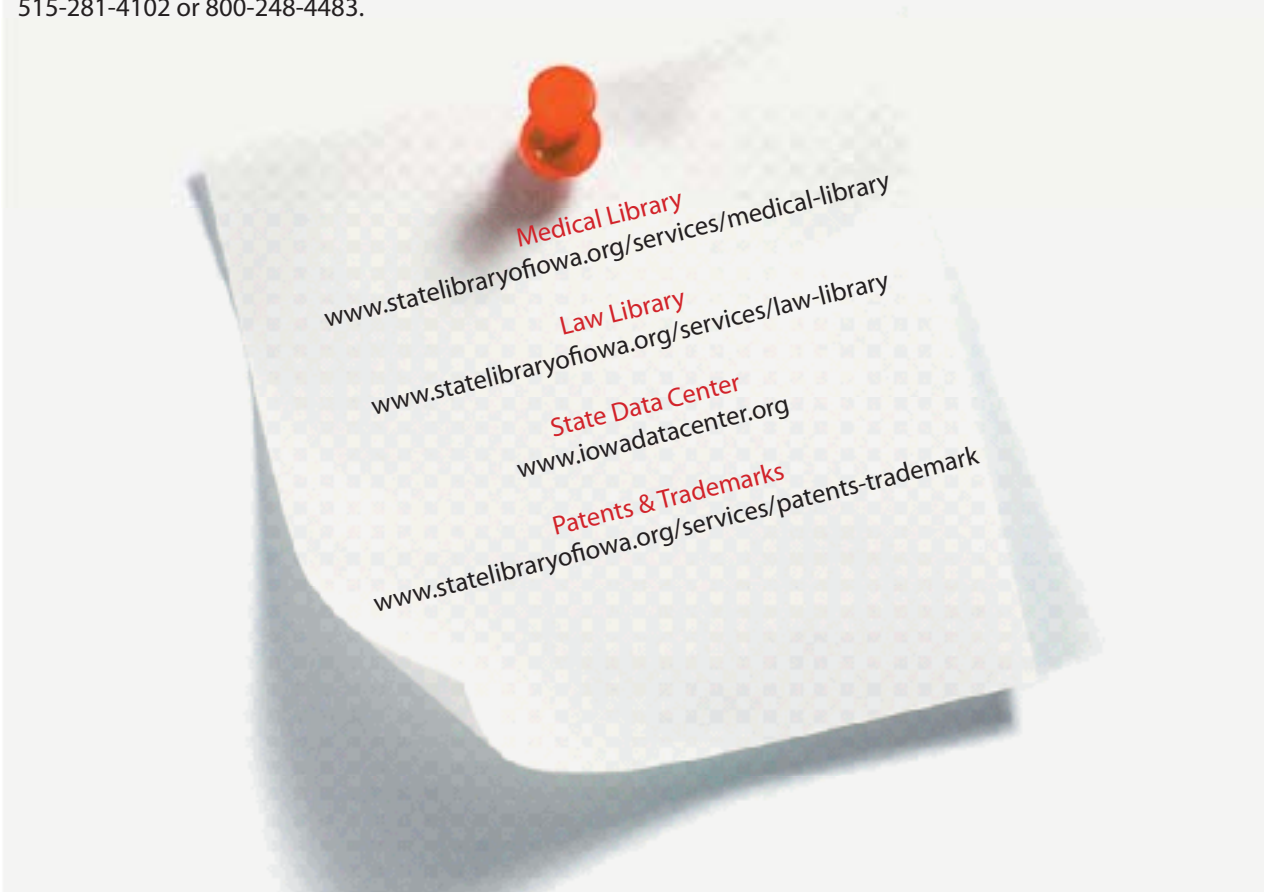 515-281-4102 or 800-248-4483.
Medical Library
www.statelibraryofiowa.org/services/medical-library
Law Library
www.statelibraryofiowa.org/services/law-library
State Data Center
www.iowadatacenter.org
Patents & Trademarks
www.statelibraryofiowa.org/services/patents-trademark